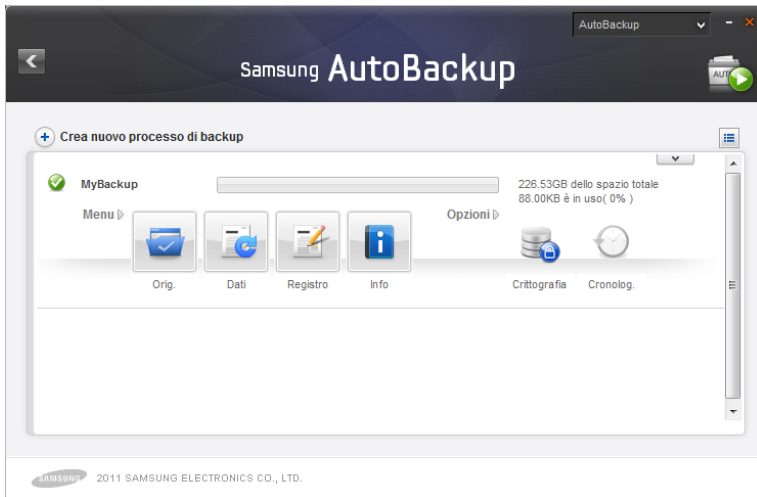 AutoBackup
Samsung AutoBackup
AUTO
Crea nuovo processo di backup
MyBackup
226.53GB dello spazio totale
88.00KB è in uso( 0% )
Menu
Opzioni
Orig.
Dati
Registro
Info
Crittografia
Cronolog.
SAMSUNG
2011 SAMSUNG ELECTRONICS CO., LTD.